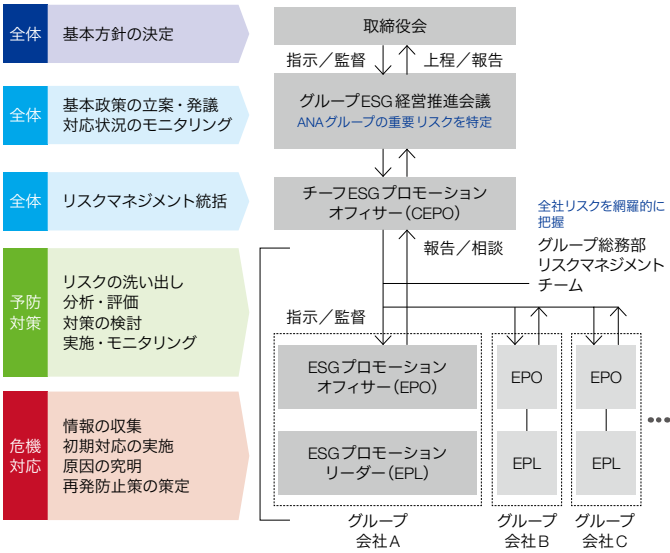 全体
基本方針の決定
取締役会
指示／監督
上程／報告
全体
基本政策の立案・発議
対応状況のモニタリング
グループESG経営推進会議
ANAグループの重要リスクを特定
全体
リスクマネジメント統括
チーフESGプロモーション
オフィサー（CEPO）
全社リスクを網羅的に
把握
グループ総務部
リスクマネジメント
チーム
報告／相談
指示／監督
予防
対策
リスクの洗い出し
分析・評価
対策の検討
実施・モニタリング
ESGプロモーション
オフィサー（EPO）
EPO
EPO
危機
対応
情報の収集
初期対応の実施
原因の究明
再発防止策の策定
ESGプロモーション
リーダー（EPL）
EPL
EPL
•••
グループ
会社A
グループ
会社B
グループ
会社C